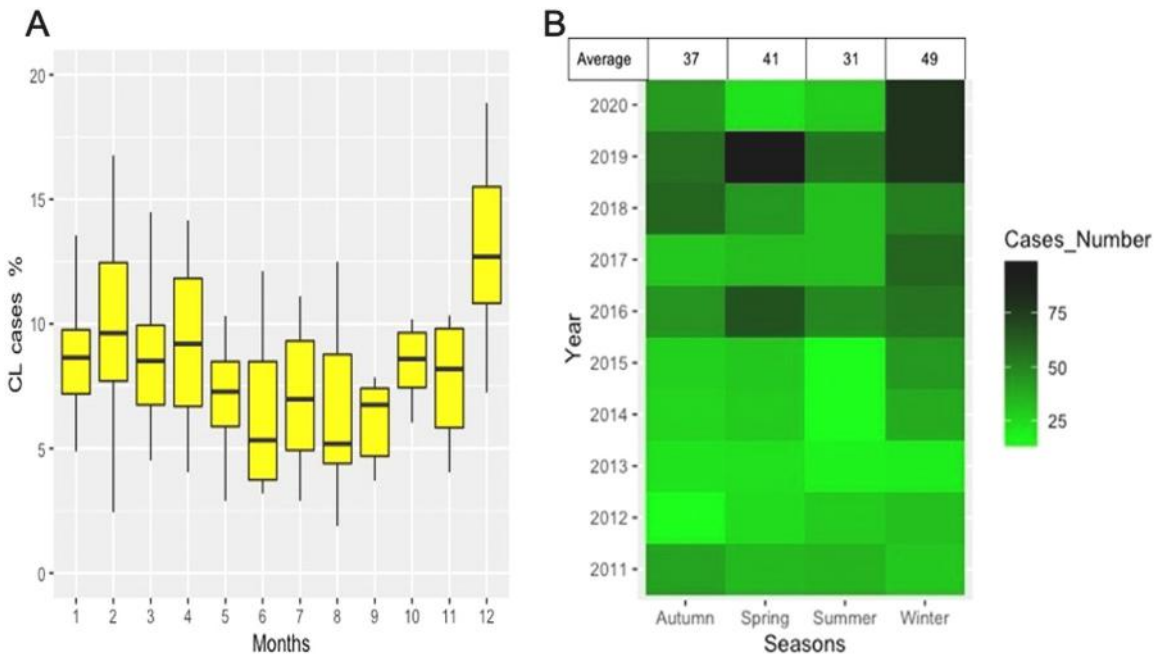 A
CL cases %
20
15
10
5
0
1 2 3 4 5 6 7 8 9 10 11 12
Months
B
Average 37 41 31 49
Year
2020
2019
2018
2017
2016
2015
2014
2013
2012
2011
Autumn Spring Summer Winter
Seasons
Cases_Number
75
50
25